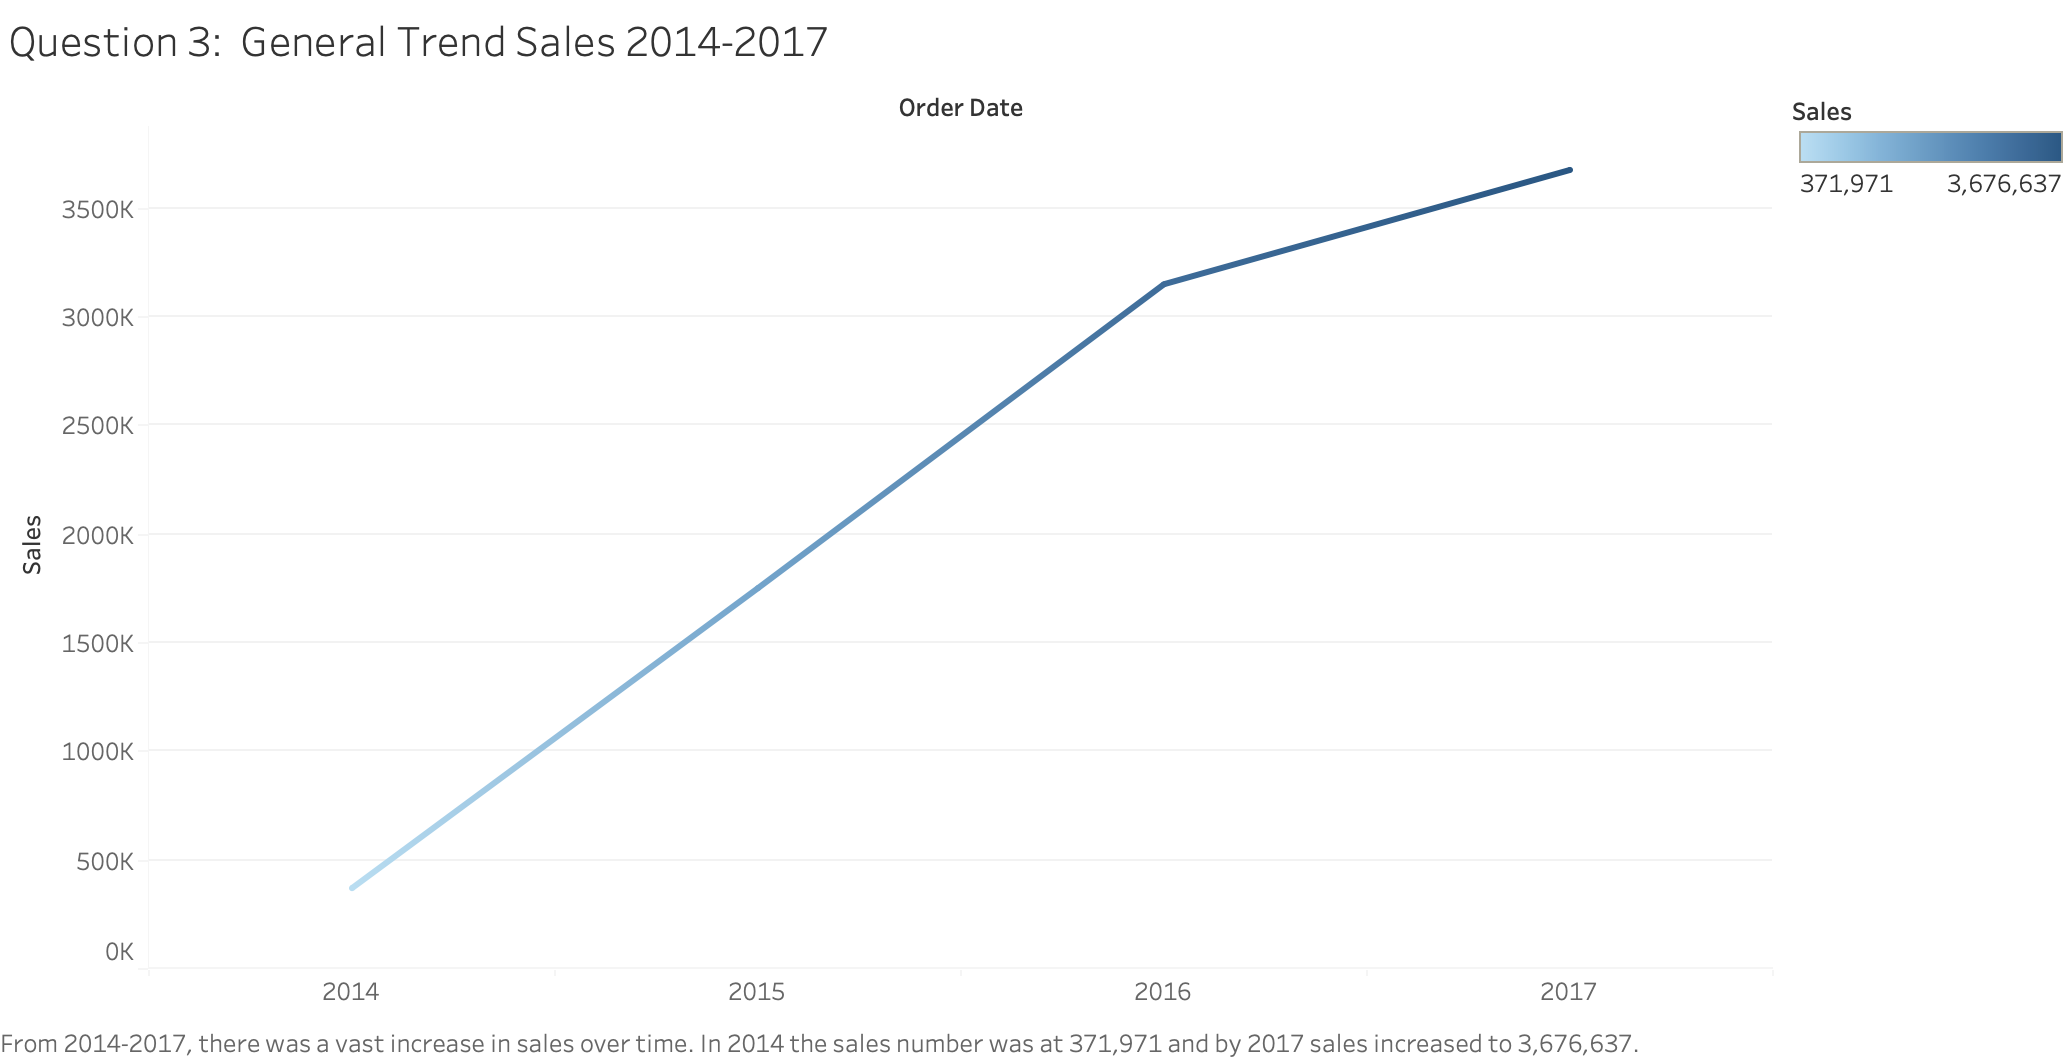 Question 3:  General Trend Sales 2014-2017
Order Date
Sales
371,971 3,676,637
3500K
3000K
2500K
2000K
1500K
1000K
500K
0K
Sales
2014 2015 2016 2017
From 2014-2017, there was a vast increase in sales over time. In 2014 the sales number was at 371,971 and by 2017 sales increased to 3,676,637.